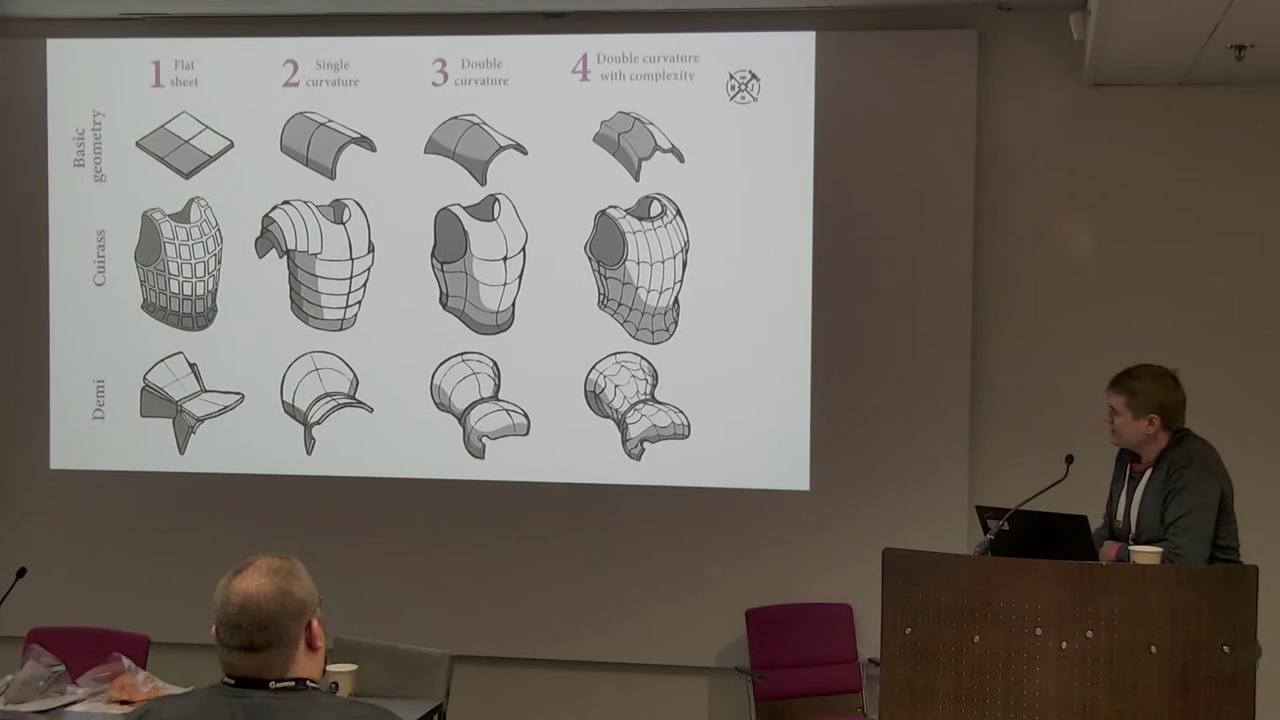 1 Flat
sheet
2 Single
curvature
3 Double
curvature
4 Double curvature
with complexity
Basic
geometry
Cuirass
Demi